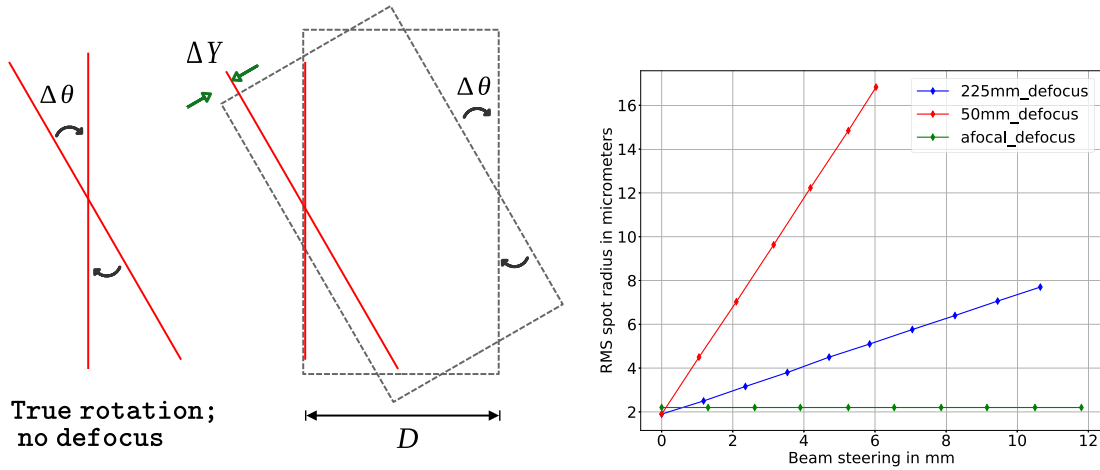 Δθ
True rotation;
no defocus
ΔY
Δθ
D
RMS spot radius in micrometers
16
14
12
10
8
6
4
2
225mm_defocus
50mm_defocus
afocal_defocus
0 2 4 6 8 10 12
Beam steering in mm